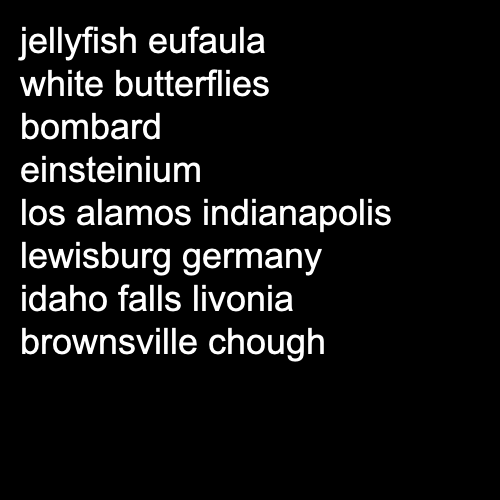 jellyfish eufaula
white butterflies
bombard
einsteinium
los alamos indianapolis
lewisburg germany
idaho falls livonia
brownsville chough